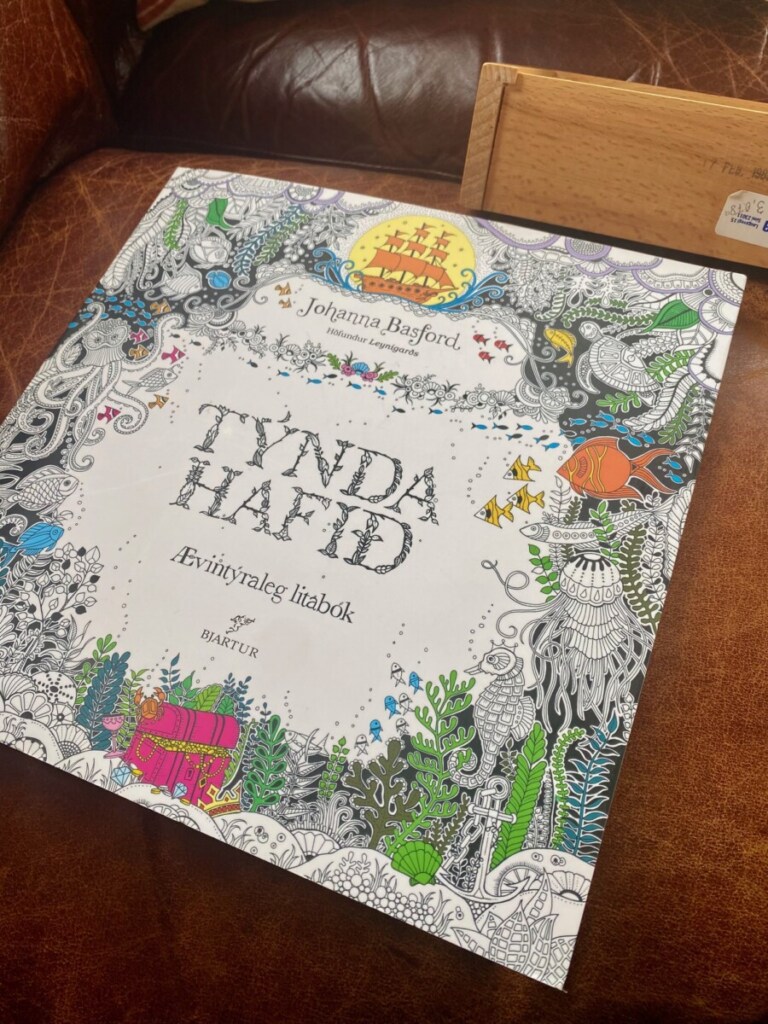 Johanna Basford
Höfundur Leynigarðs
TÝNDA
HAFIÐ
Ævintýraleg litabók
BJARTUR